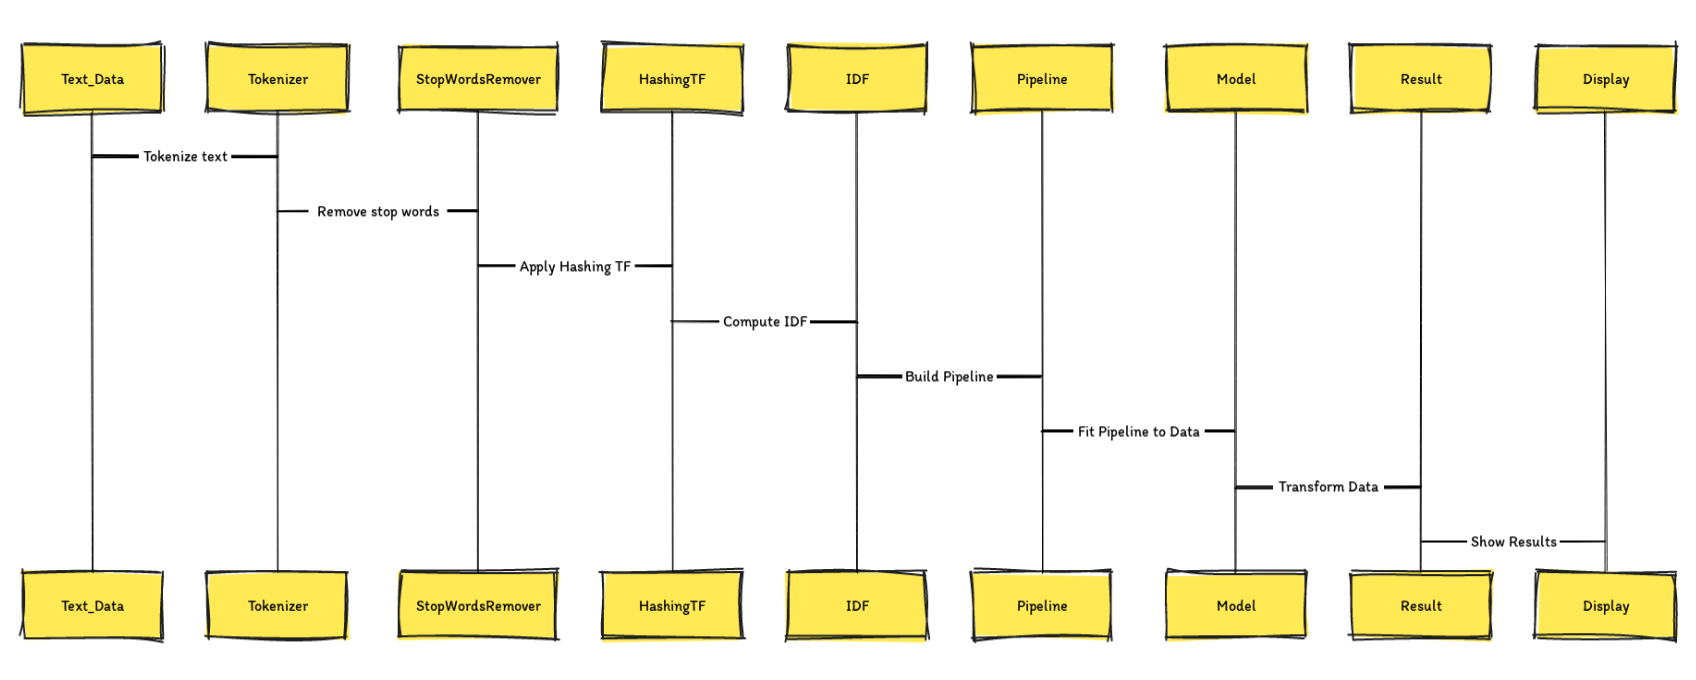 Text_Data
Tokenizer
StopWordsRemover
HashingTF
IDF
Pipeline
Model
Result
Display
Tokenize text
Remove stop words
Apply Hashing TF
Compute IDF
Build Pipeline
Fit Pipeline to Data
Transform Data
Show Results
Text_Data
Tokenizer
StopWordsRemover
HashingTF
IDF
Pipeline
Model
Result
Display